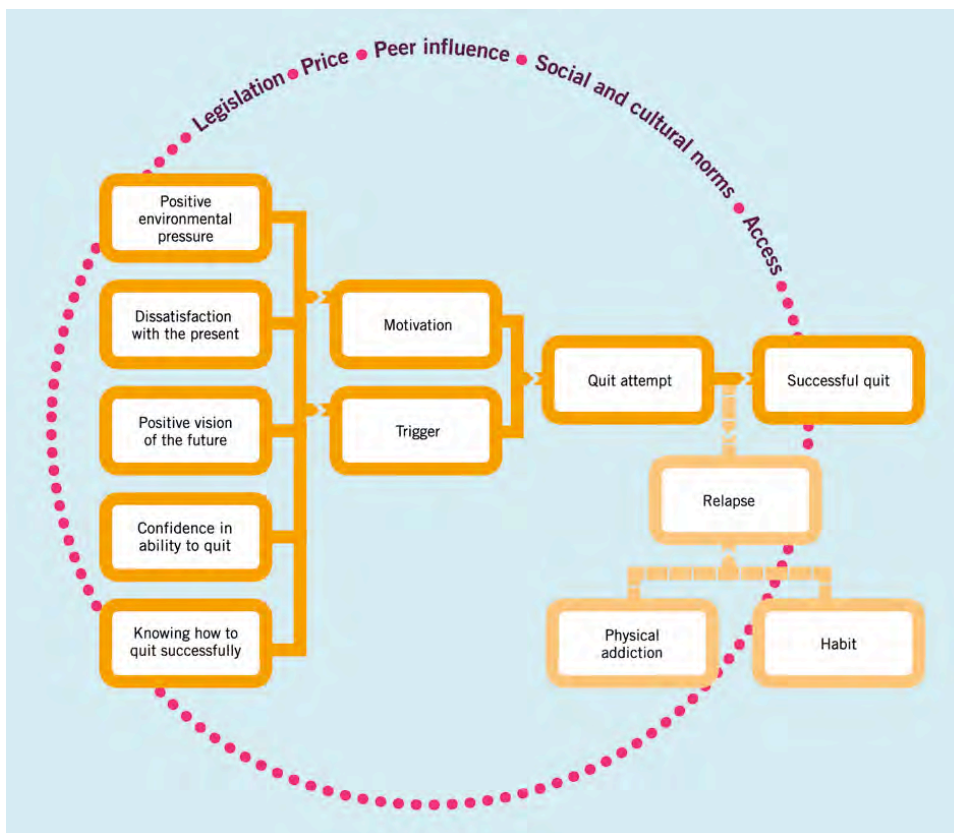 Legislation • Price • Peer influence • Social and cultural norms • Access
Positive
environmental
pressure
Dissatisfaction
with the present
Positive vision
of the future
Confidence in
ability to quit
Knowing how to
quit successfully
Motivation
Trigger
Quit attempt
Successful quit
Relapse
Physical
addiction
Habit